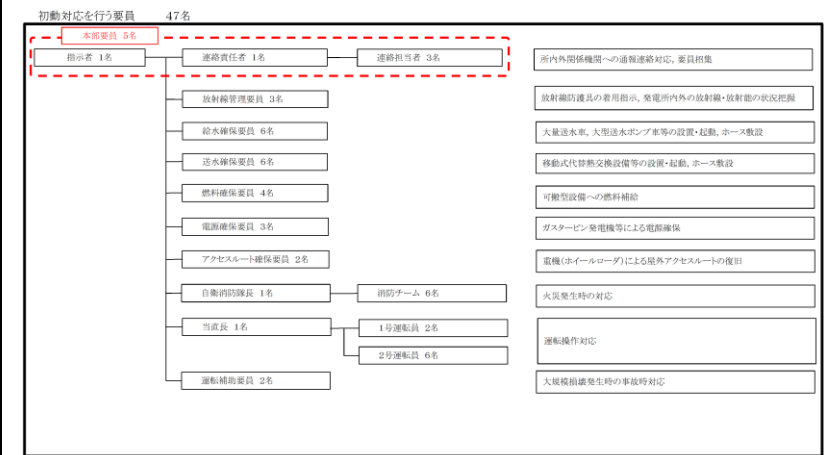 初動対応を行う要員 47名
本部要員 5名
指示者 1名 連絡責任者 1名 連絡担当者 3名 所内外関係機関への通報連絡対応, 要員招集
放射線管理要員 3名 放射線防護具の着用指示, 発電所内外の放射線・放射能の状況把握
給水確保要員 6名 大量送水車, 大型送水ポンプ車等の設置・起動, ホース敷設
送水確保要員 6名 移動式代替熱交換設備等の設置・起動, ホース敷設
燃料確保要員 4名 可搬型設備への燃料補給
電源確保要員 3名 ガスタービン発電機等による電源確保
アクセスルート確保要員 2名 重機(ホイールローダ)による屋外アクセスルートの復旧
自衛消防隊長 1名 消防チーム 6名 火災発生時の対応
当直長 1名 1号運転員 2名
運転操作対応
2号運転員 6名
運転補助要員 2名 大規模損壊発生時の事故時対応